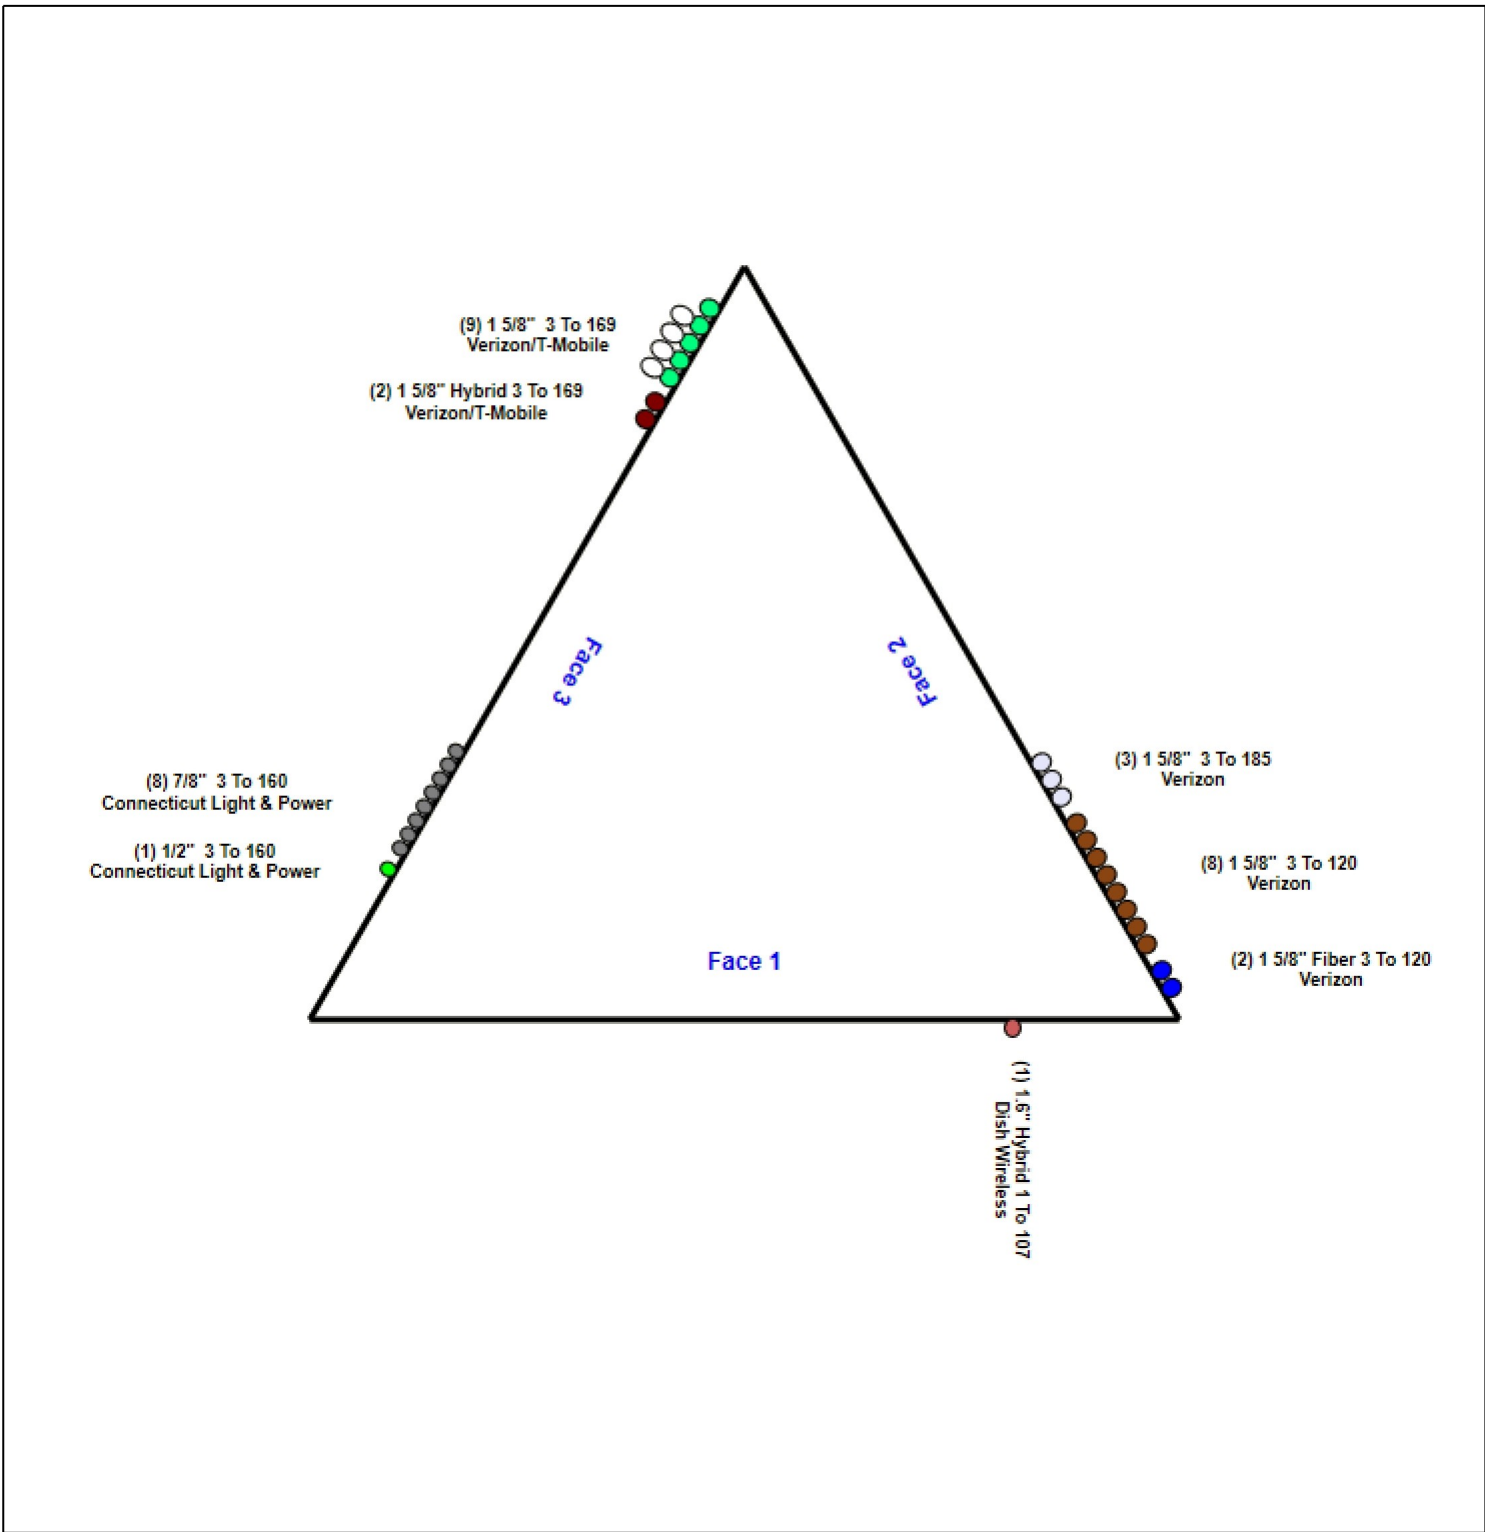 (9) 1 5/8"  3 To 169
Verizon/T-Mobile
(2) 1 5/8" Hybrid 3 To 169
Verizon/T-Mobile
Face 3
Face 2
(8) 7/8"  3 To 160
Connecticut Light & Power
(1) 1/2"  3 To 160
Connecticut Light & Power
(3) 1 5/8"  3 To 185
Verizon
(8) 1 5/8"  3 To 120
Verizon
(2) 1 5/8" Fiber 3 To 120
Verizon
Face 1
(1) 1.6" Hybrid 1 To 107
Dish Wireless